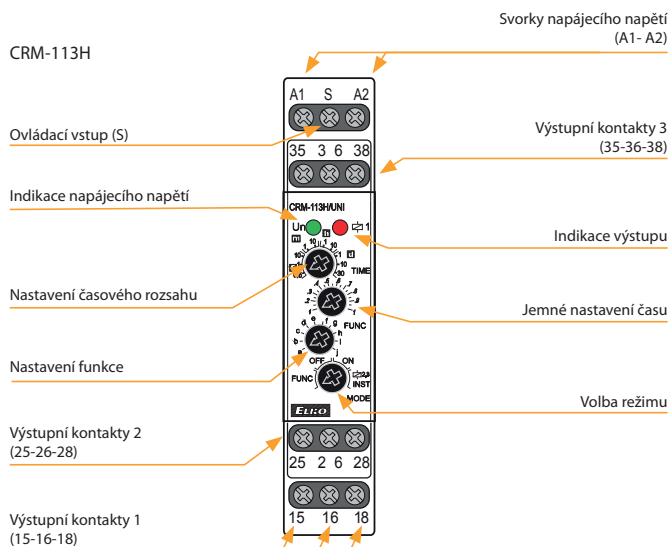 Svorky napájecího napětí
(A1- A2)
CRM-113H
A1 S A2
Ovládací vstup (S)
Výstupní kontakty 3
(35-36-38)
35 3 6 38
Indikace napájecího napětí
CRM-113H/UNI
Un
1
Indikace výstupu
TIME
Nastavení časového rozsahu
Jemné nastavení času
FUNC
a b c d e f g h i j
Nastavení funkce
OFF ON
FUNC
2,3
INST
MODE
Volba režimu
ELKO
Výstupní kontakty 2
(25-26-28)
25 2 6 28
Výstupní kontakty 1
(15-16-18)
15 16 18